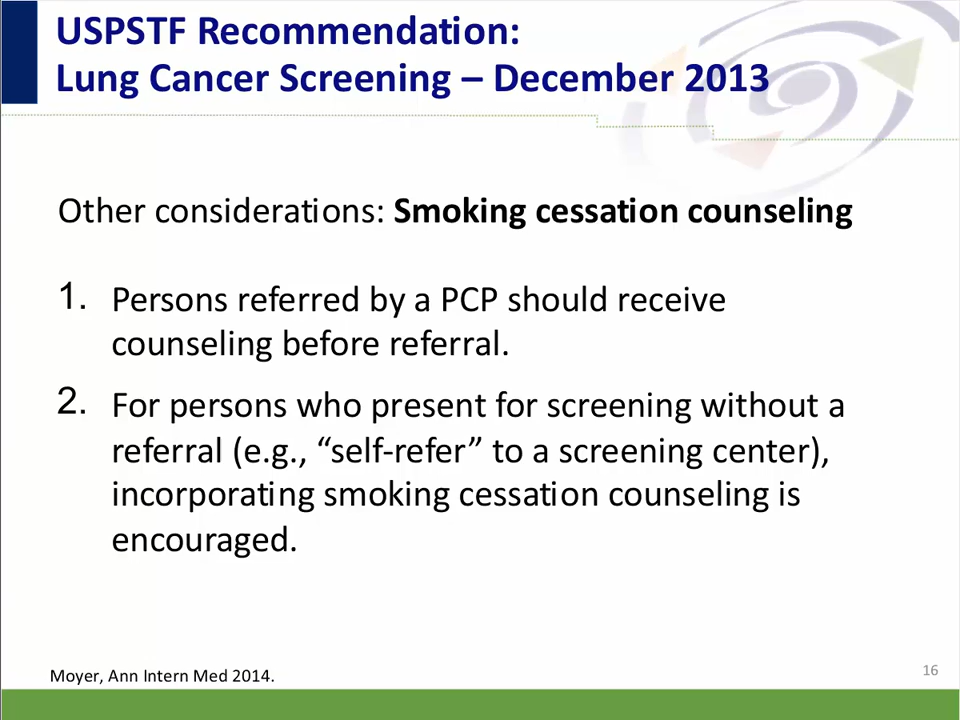 USPSTF Recommendation:
Lung Cancer Screening – December 2013
Other considerations: Smoking cessation counseling
1. Persons referred by a PCP should receive
counseling before referral.
2. For persons who present for screening without a
referral (e.g., “self-refer” to a screening center),
incorporating smoking cessation counseling is
encouraged.
Moyer, Ann Intern Med 2014.
16